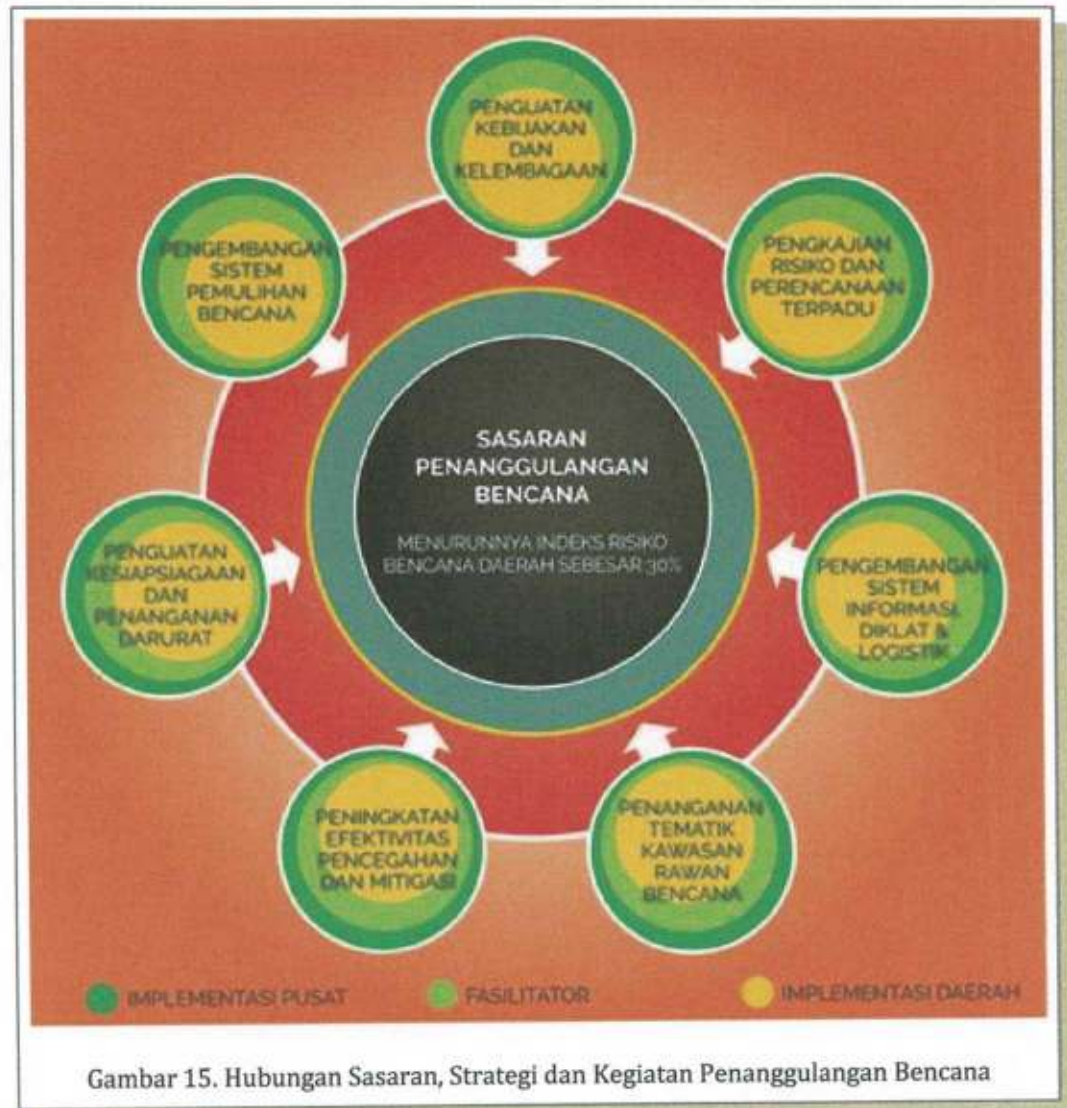 PENGUATAN
KEBIJAKAN
DAN
KELEMBAGAAN
PENGKAJIAN
RISIKO DAN
PERENCANAAN
TERPADU
PENGEMBANGAN
SISTEM
INFORMASI,
DIKLAT &
LOGISTIK
PENANGANAN
TEMATIK
KAWASAN
RAWAN
BENCANA
PENINGKATAN
EFEKTIVITAS
PENCEGAHAN
DAN MITIGASI
PENGUATAN
KESIAPSIAGAAN
DAN
PENANGANAN
DARURAT
PENGEMBANGAN
SISTEM
PEMULIHAN
BENCANA
SASARAN
PENANGGULANGAN
BENCANA
MENURUNNYA INDEKS RISIKO
BENCANA DAERAH SEBESAR 30%
IMPLEMENTASI PUSAT
FASILITATOR
IMPLEMENTASI DAERAH
Gambar 15. Hubungan Sasaran, Strategi dan Kegiatan Penanggulangan Bencana